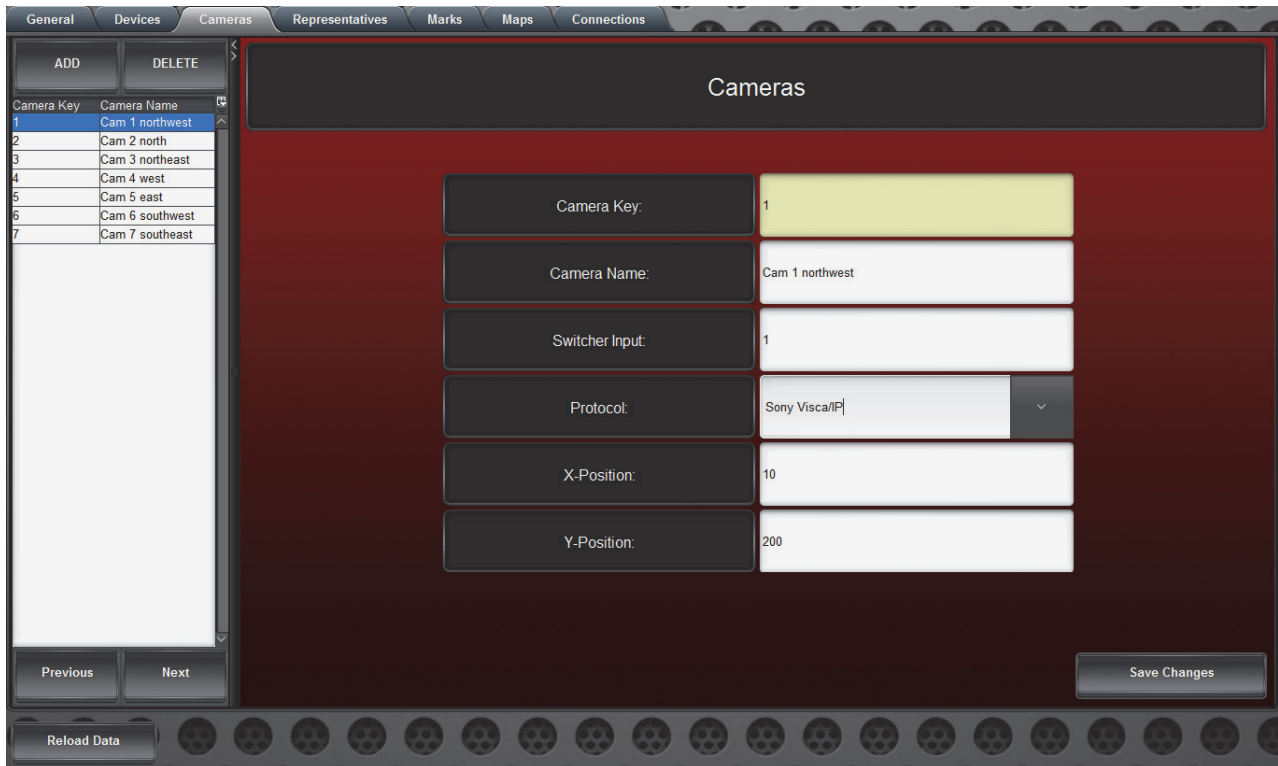 General Devices Cameras Representatives Marks Maps Connections
ADD DELETE
Camera Key Camera Name
1 Cam 1 northwest
2 Cam 2 north
3 Cam 3 northeast
4 Cam 4 west
5 Cam 5 east
6 Cam 6 southwest
7 Cam 7 southeast
Previous Next
Cameras
Camera Key: 1
Camera Name: Cam 1 northwest
Switcher Input: 1
Protocol: Sony Visca/IP
X-Position: 10
Y-Position: 200
Save Changes
Reload Data